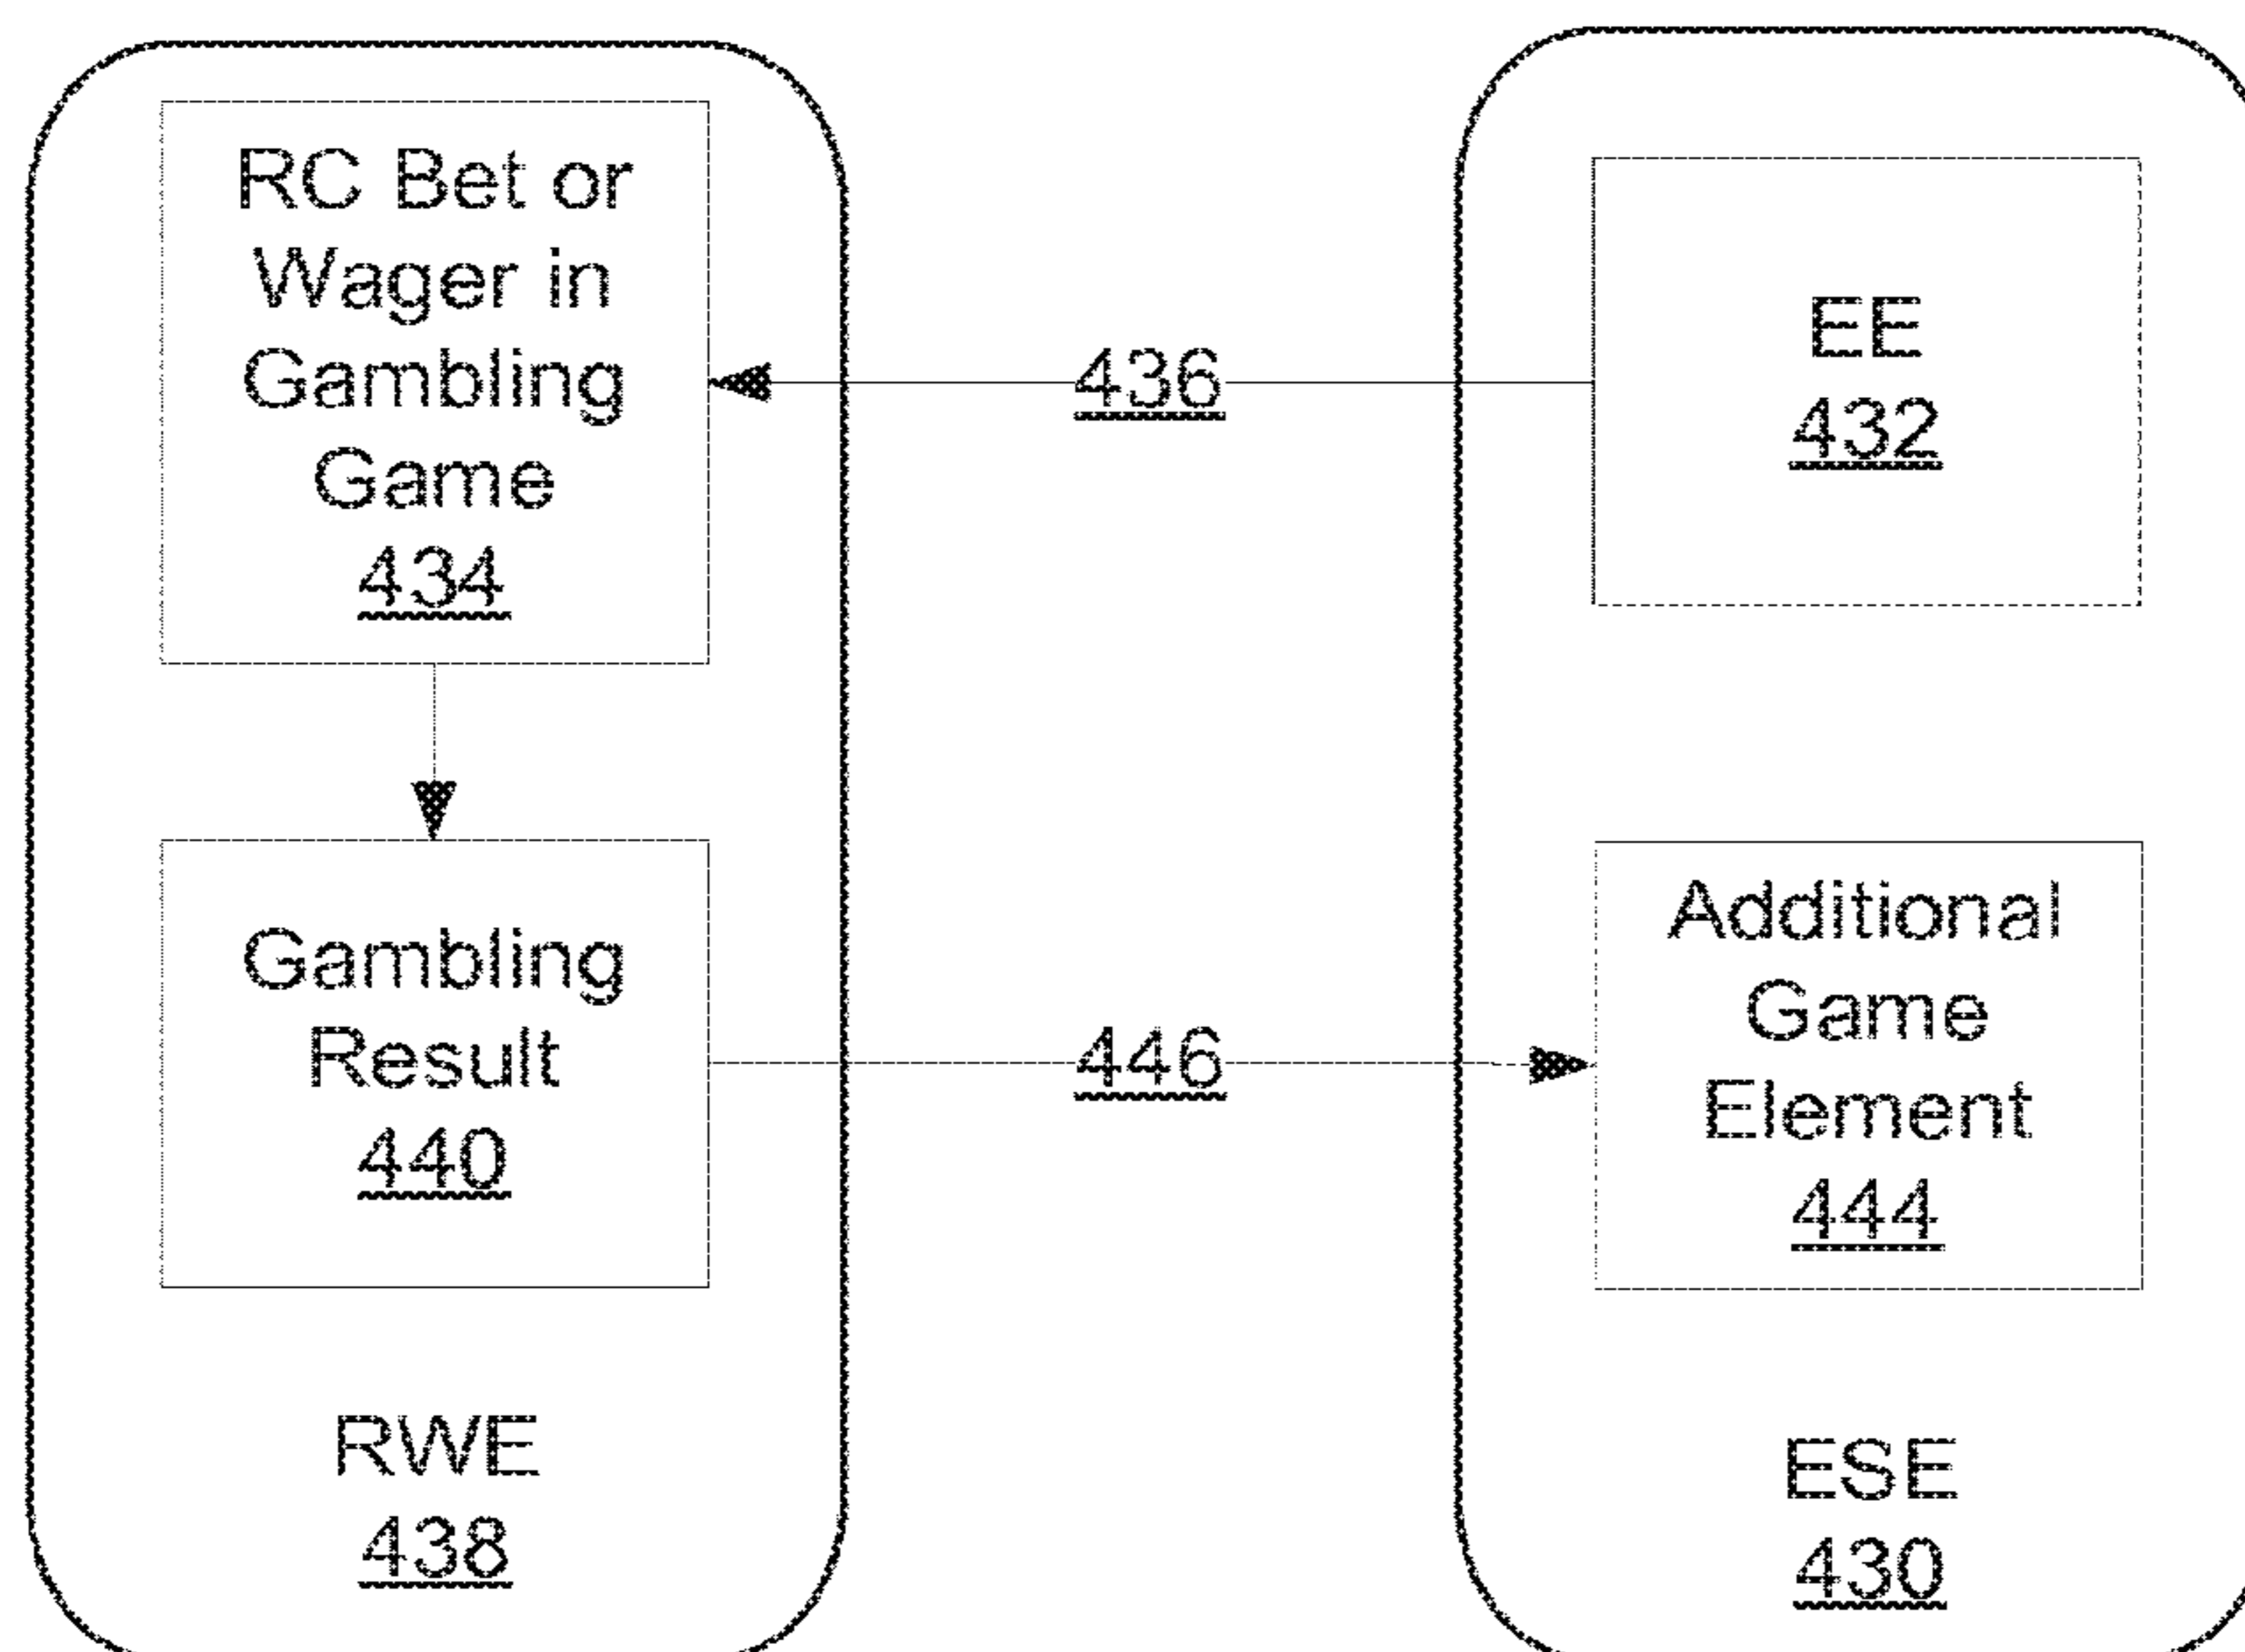 RC Bet or
Wager in
Gambling
Game
434
436
EE
432
Gambling
Result
440
446
Additional
Game
Element
444
RWE
438
ESE
430